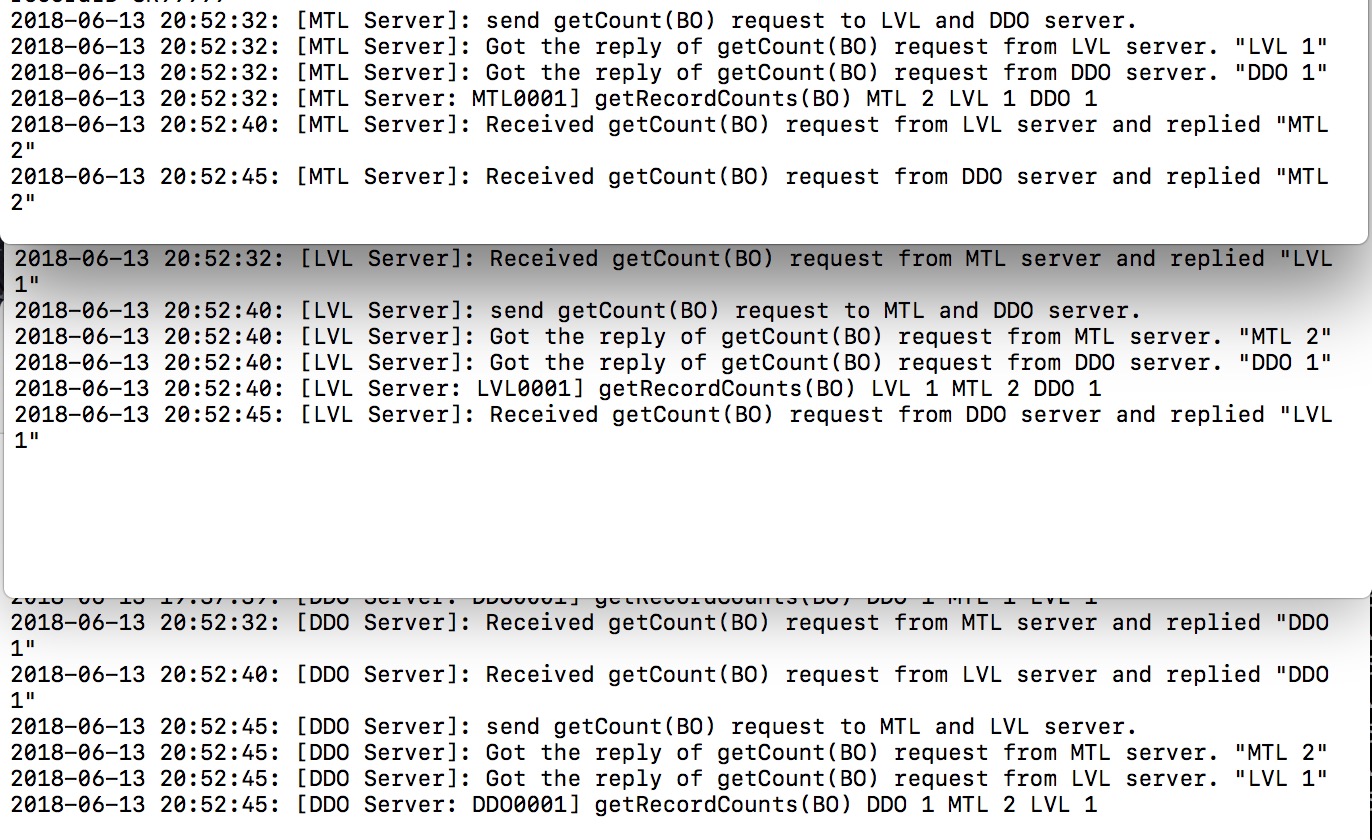 2018-06-13 20:52:32: [MTL Server]: send getCount(BO) request to LVL and DDO server.
2018-06-13 20:52:32: [MTL Server]: Got the reply of getCount(BO) request from LVL server. "LVL 1"
2018-06-13 20:52:32: [MTL Server]: Got the reply of getCount(BO) request from DDO server. "DDO 1"
2018-06-13 20:52:32: [MTL Server: MTL0001] getRecordCounts(BO) MTL 2 LVL 1 DDO 1
2018-06-13 20:52:40: [MTL Server]: Received getCount(BO) request from LVL server and replied "MTL
2"
2018-06-13 20:52:45: [MTL Server]: Received getCount(BO) request from DDO server and replied "MTL
2"
2018-06-13 20:52:32: [LVL Server]: Received getCount(BO) request from MTL server and replied "LVL
1"
2018-06-13 20:52:40: [LVL Server]: send getCount(BO) request to MTL and DDO server.
2018-06-13 20:52:40: [LVL Server]: Got the reply of getCount(BO) request from MTL server. "MTL 2"
2018-06-13 20:52:40: [LVL Server]: Got the reply of getCount(BO) request from DDO server. "DDO 1"
2018-06-13 20:52:40: [LVL Server: LVL0001] getRecordCounts(BO) LVL 1 MTL 2 DDO 1
2018-06-13 20:52:45: [LVL Server]: Received getCount(BO) request from DDO server and replied "LVL
1"
[DDO Server: DDO0001] getRecordCounts(BO) DDO 1 MTL 1 LVL 1
2018-06-13 20:52:32: [DDO Server]: Received getCount(BO) request from MTL server and replied "DDO
1"
2018-06-13 20:52:40: [DDO Server]: Received getCount(BO) request from LVL server and replied "DDO
1"
2018-06-13 20:52:45: [DDO Server]: send getCount(BO) request to MTL and LVL server.
2018-06-13 20:52:45: [DDO Server]: Got the reply of getCount(BO) request from MTL server. "MTL 2"
2018-06-13 20:52:45: [DDO Server]: Got the reply of getCount(BO) request from LVL server. "LVL 1"
2018-06-13 20:52:45: [DDO Server: DDO0001] getRecordCounts(BO) DDO 1 MTL 2 LVL 1